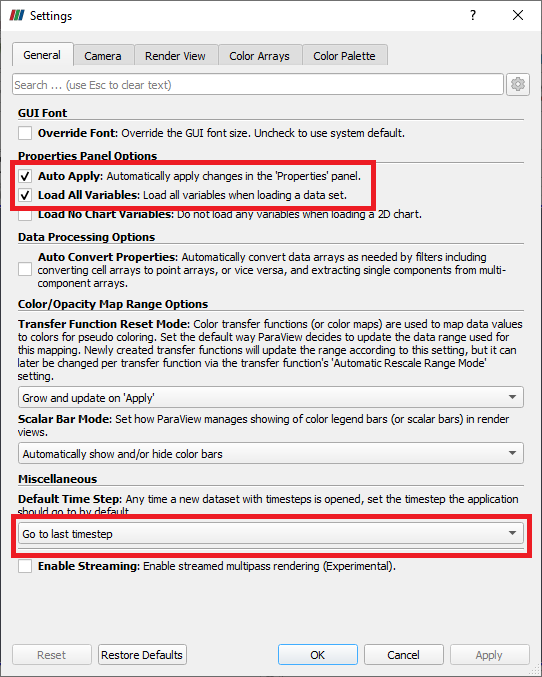 Settings
?
General
Camera
Render View
Color Arrays
Color Palette
Search ... (use Esc to clear text)
GUI Font
Override Font: Override the GUI font size. Uncheck to use system default.
Properties Panel Options
Auto Apply: Automatically apply changes in the 'Properties' panel.
Load All Variables: Load all variables when loading a data set.
Load No Chart Variables: Do not load any variables when loading a 2D chart.
Data Processing Options
Auto Convert Properties: Automatically convert data arrays as needed by filters including
converting cell arrays to point arrays, or vice versa, and extracting single components from multi-
component arrays.
Color/Opacity Map Range Options
Transfer Function Reset Mode: Color transfer functions (or color maps) are used to map data values
to colors for pseudo coloring. Set the default way ParaView decides to update the data range used for
this mapping. Newly created transfer functions will update the range according to this setting, but it can
later be changed per transfer function via the transfer function's 'Automatic Rescale Range Mode'
setting.
Grow and update on 'Apply'
Scalar Bar Mode: Set how ParaView manages showing of color legend bars (or scalar bars) in render
views.
Automatically show and/or hide color bars
Miscellaneous
Default Time Step: Any time a new dataset with timesteps is opened, set the timestep the application
should go to by default.
Go to last timestep
Enable Streaming: Enable streamed multipass rendering (Experimental).
Reset
Restore Defaults
OK
Cancel
Apply